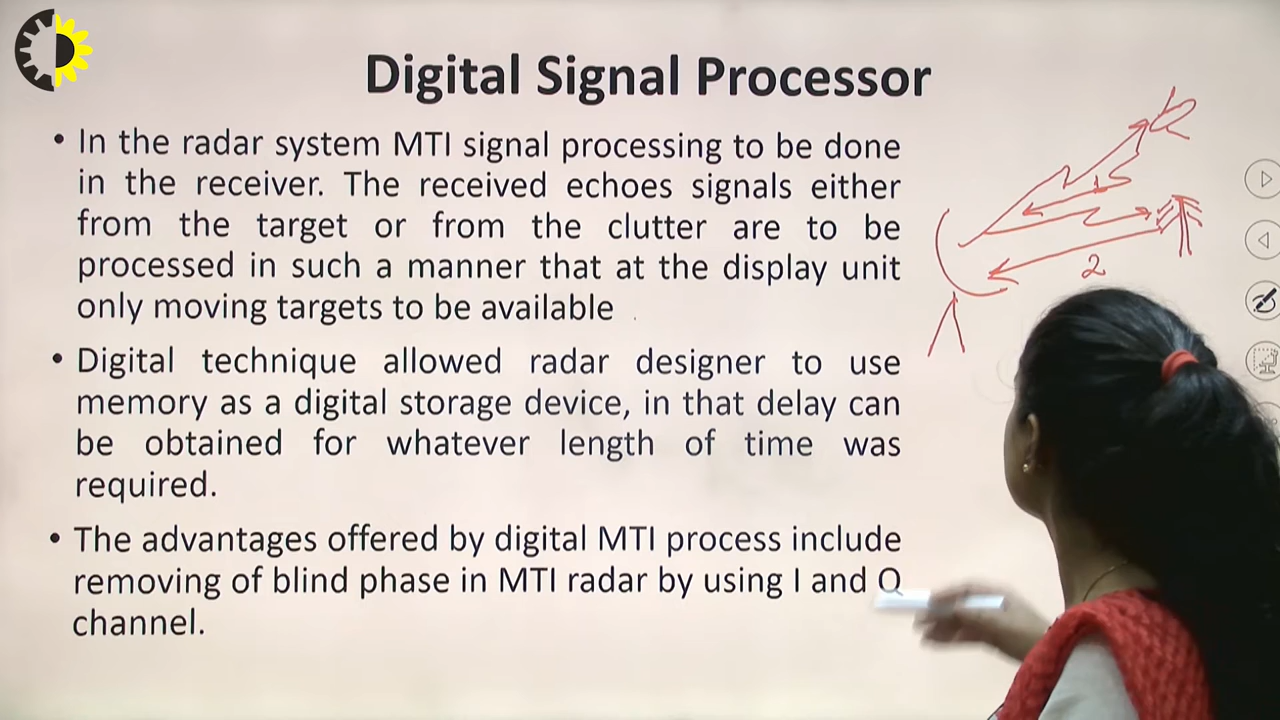 Digital Signal Processor
• In the radar system MTI signal processing to be done
in the receiver. The received echoes signals either
from the target or from the clutter are to be
processed in such a manner that at the display unit
only moving targets to be available
• Digital technique allowed radar designer to use
memory as a digital storage device, in that delay can
be obtained for whatever length of time was
required.
• The advantages offered by digital MTI process include
removing of blind phase in MTI radar by using I and Q
channel.
1
2